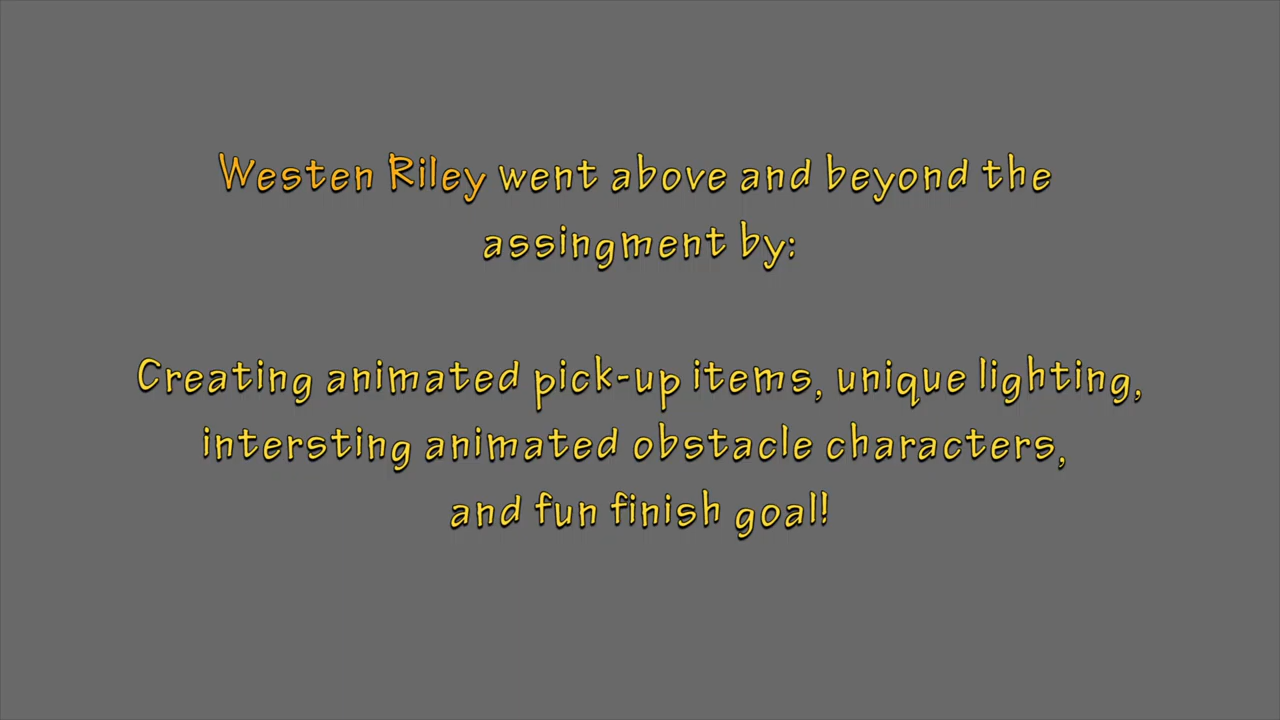 Westen Riley went above and beyond the
assingment by:
Creating animated pick-up items, unique lighting,
intersting animated obstacle characters,
and fun finish goal!